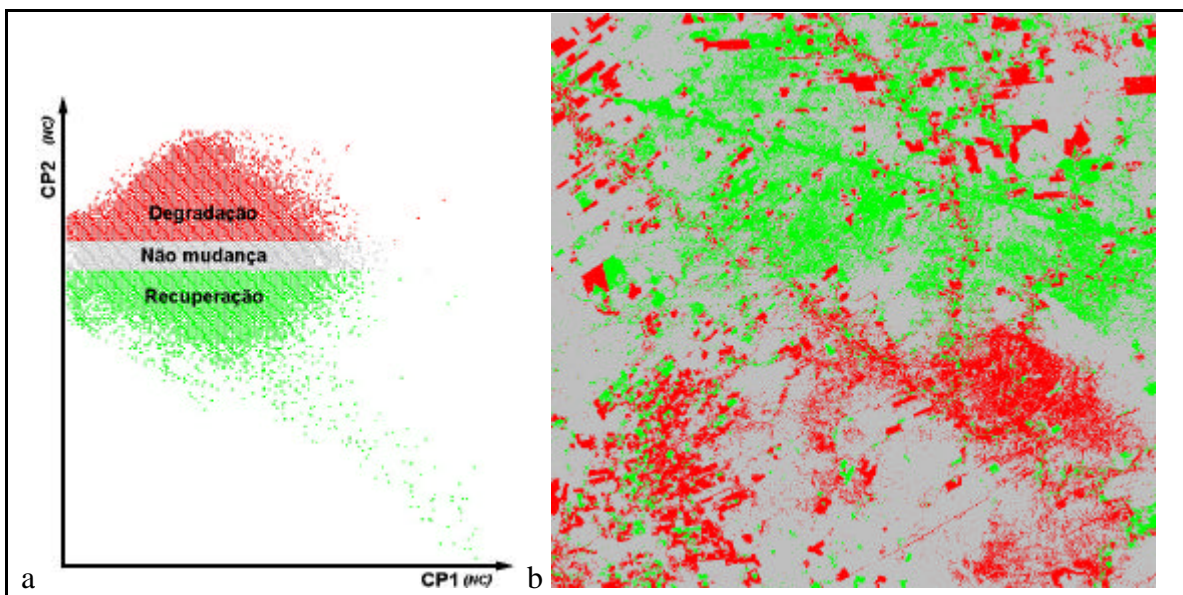 CP2 (NC)
Degradação
Não mudança
Recuperação
CP1 (NC)
a
b